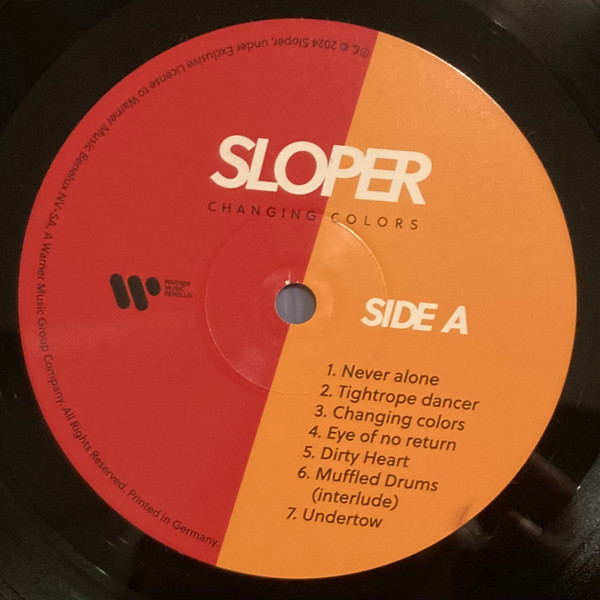 SLOPER
CHANGING COLORS
WARNER
MUSIC
BENELUX
SIDE A
1. Never alone
2. Tightrope dancer
3. Changing colors
4. Eye of no return
5. Dirty Heart
6. Muffled Drums
(interlude)
7. Undertow
℗, © 2024 Sloper, under Exclusive License to Warner Music Benelux NV-SA, A Warner Music Group Company. All Rights Reserved. Printed in Germany.